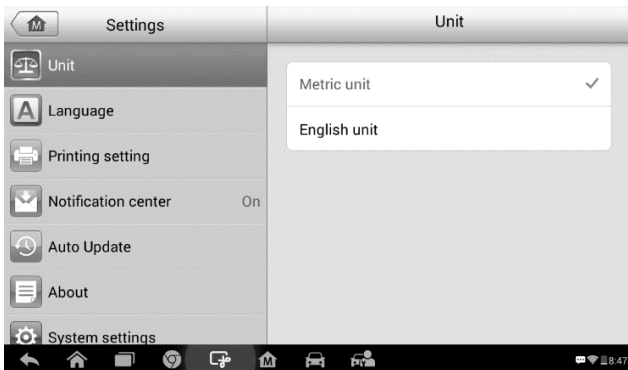 M
Settings
Unit
Unit
Metric unit
English unit
A
Language
Printing setting
Notification center On
Auto Update
About
System settings
M
8:47